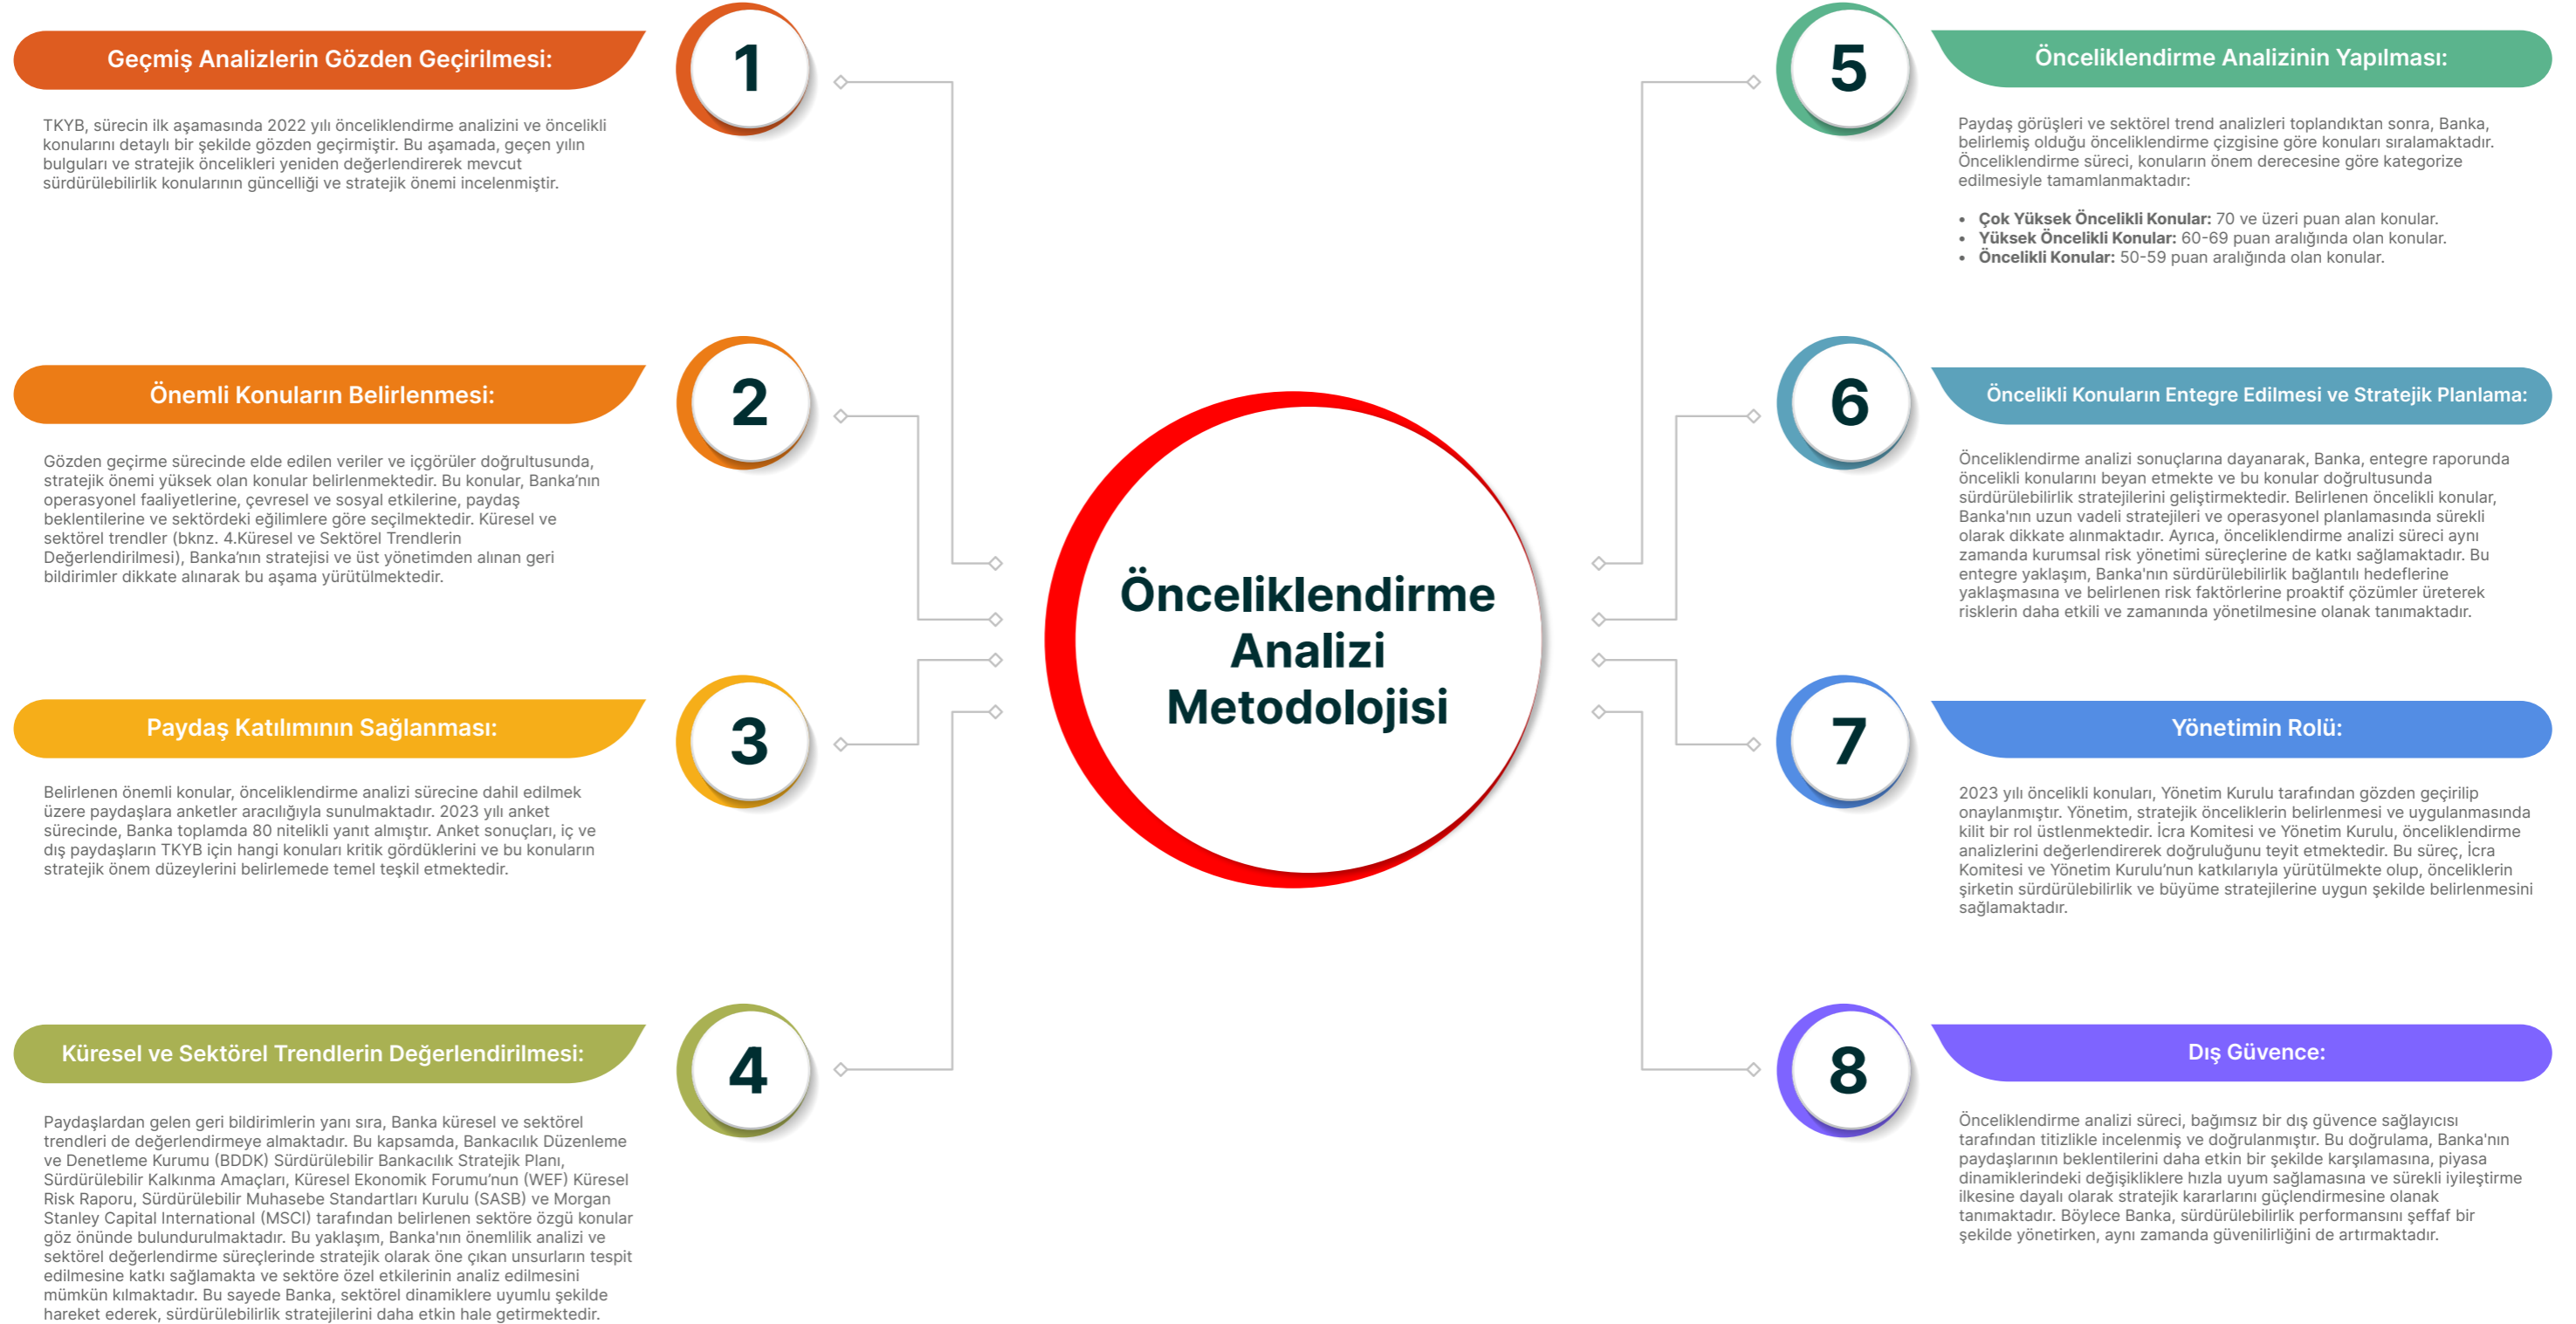 1
Geçmiş Analizlerin Gözden Geçirilmesi:
TKYB, sürecin ilk aşamasında 2022 yılı önceliklendirme analizini ve öncelikli
konularını detaylı bir şekilde gözden geçirmiştir. Bu aşamada, geçen yılın
bulguları ve stratejik öncelikleri yeniden değerlendirerek mevcut
sürdürülebilirlik konularının güncelliği ve stratejik önemi incelenmiştir.
2
Önemli Konuların Belirlenmesi:
Gözden geçirme sürecinde elde edilen veriler ve içgörüler doğrultusunda,
stratejik önemi yüksek olan konular belirlenmektedir. Bu konular, Banka’nın
operasyonel faaliyetlerine, çevresel ve sosyal etkilerine, paydaş
beklentilerine ve sektördeki eğilimlere göre seçilmektedir. Küresel ve
sektörel trendler (bknz. 4.Küresel ve Sektörel Trendlerin
Değerlendirilmesi), Banka’nın stratejisi ve üst yönetimden alınan geri
bildirimler dikkate alınarak bu aşama yürütülmektedir.
3
Paydaş Katılımının Sağlanması:
Belirlenen önemli konular, önceliklendirme analizi sürecine dahil edilmek
üzere paydaşlara anketler aracılığıyla sunulmaktadır. 2023 yılı anket
sürecinde, Banka toplamda 80 nitelikli yanıt almıştır. Anket sonuçları, iç ve
dış paydaşların TKYB için hangi konuları kritik gördüklerini ve bu konuların
stratejik önem düzeylerini belirlemede temel teşkil etmektedir.
4
Küresel ve Sektörel Trendlerin Değerlendirilmesi:
Paydaşlardan gelen geri bildirimlerin yanı sıra, Banka küresel ve sektörel
trendleri de değerlendirmeye almaktadır. Bu kapsamda, Bankacılık Düzenleme
ve Denetleme Kurumu (BDDK) Sürdürülebilir Bankacılık Stratejik Planı,
Sürdürülebilir Kalkınma Amaçları, Küresel Ekonomik Forumu’nun (WEF) Küresel
Risk Raporu, Sürdürülebilir Muhasebe Standartları Kurulu (SASB) ve Morgan
Stanley Capital International (MSCI) tarafından belirlenen sektöre özgü konular
göz önünde bulundurulmaktadır. Bu yaklaşım, Banka'nın önemlilik analizi ve
sektörel değerlendirme süreçlerinde stratejik olarak öne çıkan unsurların tespit
edilmesine katkı sağlamakta ve sektöre özel etkilerinin analiz edilmesini
mümkün kılmaktadır. Bu sayede Banka, sektörel dinamiklere uyumlu şekilde
hareket ederek, sürdürülebilirlik stratejilerini daha etkin hale getirmektedir.
Önceliklendirme
Analizi
Metodolojisi
5
Önceliklendirme Analizinin Yapılması:
Paydaş görüşleri ve sektörel trend analizleri toplandıktan sonra, Banka,
belirlemiş olduğu önceliklendirme çizgisine göre konuları sıralamaktadır.
Önceliklendirme süreci, konuların önem derecesine göre kategorize
edilmesiyle tamamlanmaktadır:
• Çok Yüksek Öncelikli Konular: 70 ve üzeri puan alan konular.
• Yüksek Öncelikli Konular: 60-69 puan aralığında olan konular.
• Öncelikli Konular: 50-59 puan aralığında olan konular.
6
Öncelikli Konuların Entegre Edilmesi ve Stratejik Planlama:
Önceliklendirme analizi sonuçlarına dayanarak, Banka, entegre raporunda
öncelikli konularını beyan etmekte ve bu konular doğrultusunda
sürdürülebilirlik stratejilerini geliştirmektedir. Belirlenen öncelikli konular,
Banka'nın uzun vadeli stratejileri ve operasyonel planlamasında sürekli
olarak dikkate alınmaktadır. Ayrıca, önceliklendirme analizi süreci aynı
zamanda kurumsal risk yönetimi süreçlerine de katkı sağlamaktadır. Bu
entegre yaklaşım, Banka'nın sürdürülebilirlik bağlantılı hedeflerine
yaklaşmasına ve belirlenen risk faktörlerine proaktif çözümler üreterek
risklerin daha etkili ve zamanında yönetilmesine olanak tanımaktadır.
7
Yönetimin Rolü:
2023 yılı öncelikli konuları, Yönetim Kurulu tarafından gözden geçirilip
onaylanmıştır. Yönetim, stratejik önceliklerin belirlenmesi ve uygulanmasında
kilit bir rol üstlenmektedir. İcra Komitesi ve Yönetim Kurulu, önceliklendirme
analizlerini değerlendirerek doğruluğunu teyit etmektedir. Bu süreç, İcra
Komitesi ve Yönetim Kurulu’nun katkılarıyla yürütülmekte olup, önceliklerin
şirketin sürdürülebilirlik ve büyüme stratejilerine uygun şekilde belirlenmesini
sağlamaktadır.
8
Dış Güvence:
Önceliklendirme analizi süreci, bağımsız bir dış güvence sağlayıcısı
tarafından titizlikle incelenmiş ve doğrulanmıştır. Bu doğrulama, Banka'nın
paydaşlarının beklentilerini daha etkin bir şekilde karşılamasına, piyasa
dinamiklerindeki değişikliklere hızla uyum sağlamasına ve sürekli iyileştirme
ilkesine dayalı olarak stratejik kararlarını güçlendirmesine olanak
tanımaktadır. Böylece Banka, sürdürülebilirlik performansını şeffaf bir
şekilde yönetirken, aynı zamanda güvenilirliğini de artırmaktadır.